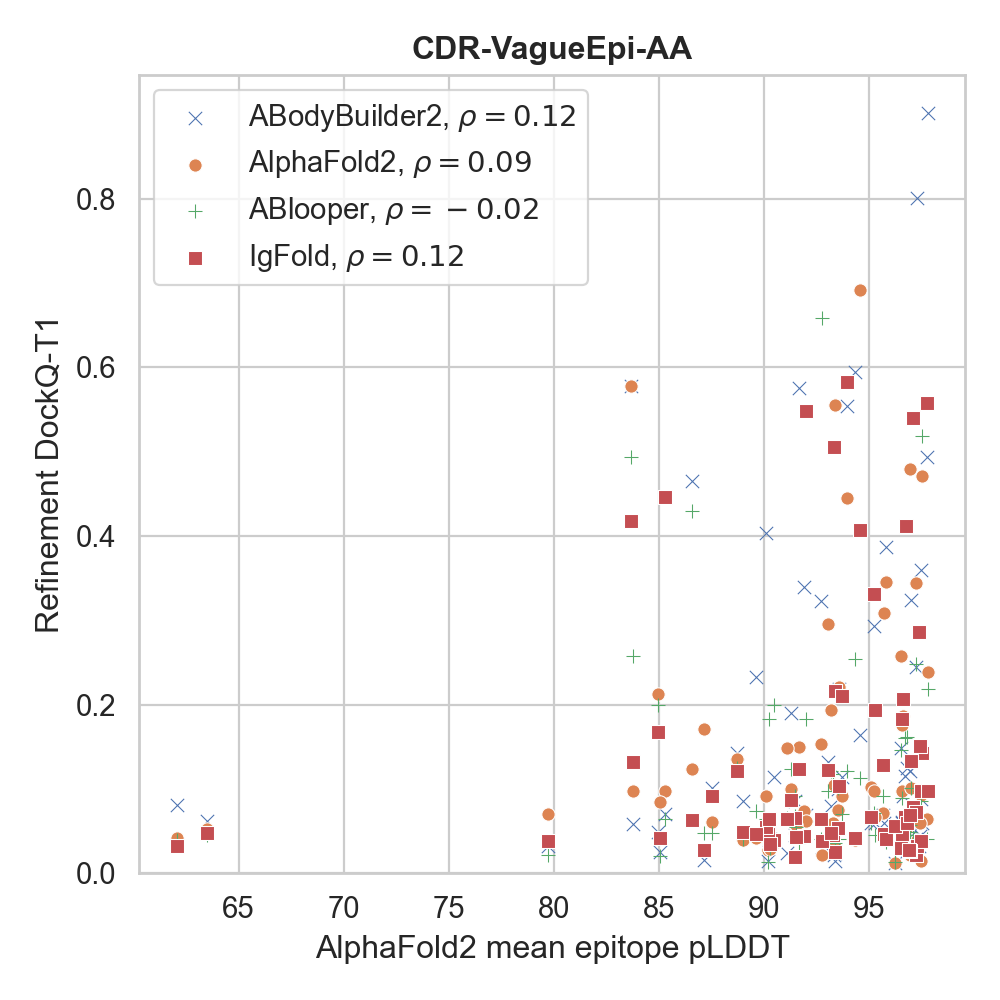 CDR-VagueEpi-AA
ABodyBuilder2, ρ = 0.12
AlphaFold2, ρ = 0.09
ABlooper, ρ = − 0.02
IgFold, ρ = 0.12
Refinement DockQ-T1
0.8
0.6
0.4
0.2
0.0
65 70 75 80 85 90 95
AlphaFold2 mean epitope pLDDT